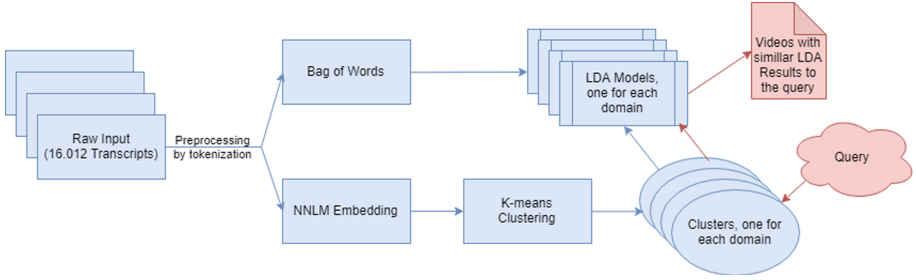 Raw Input
(16.012 Transcripts)
Preprocessing
by tokenization
Bag of Words
NNLM Embedding
K-means
Clustering
LDA Models,
one for each
domain
Clusters, one for
each domain
Videos with
simillar LDA
Results to
the query
Query